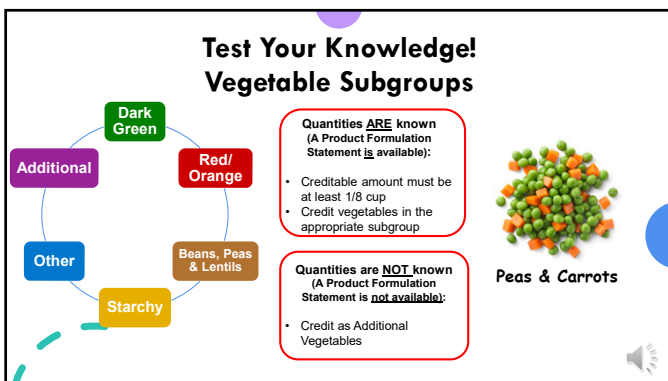 Test Your Knowledge!
Vegetable Subgroups
Dark
Green
Additional
Red/
Orange
Other
Beans, Peas
& Lentils
Starchy
Quantities ARE known
(A Product Formulation
Statement is available):
• Creditable amount must be
at least 1/8 cup
• Credit vegetables in the
appropriate subgroup
Quantities are NOT known
(A Product Formulation
Statement is not available):
• Credit as Additional
Vegetables
Peas & Carrots